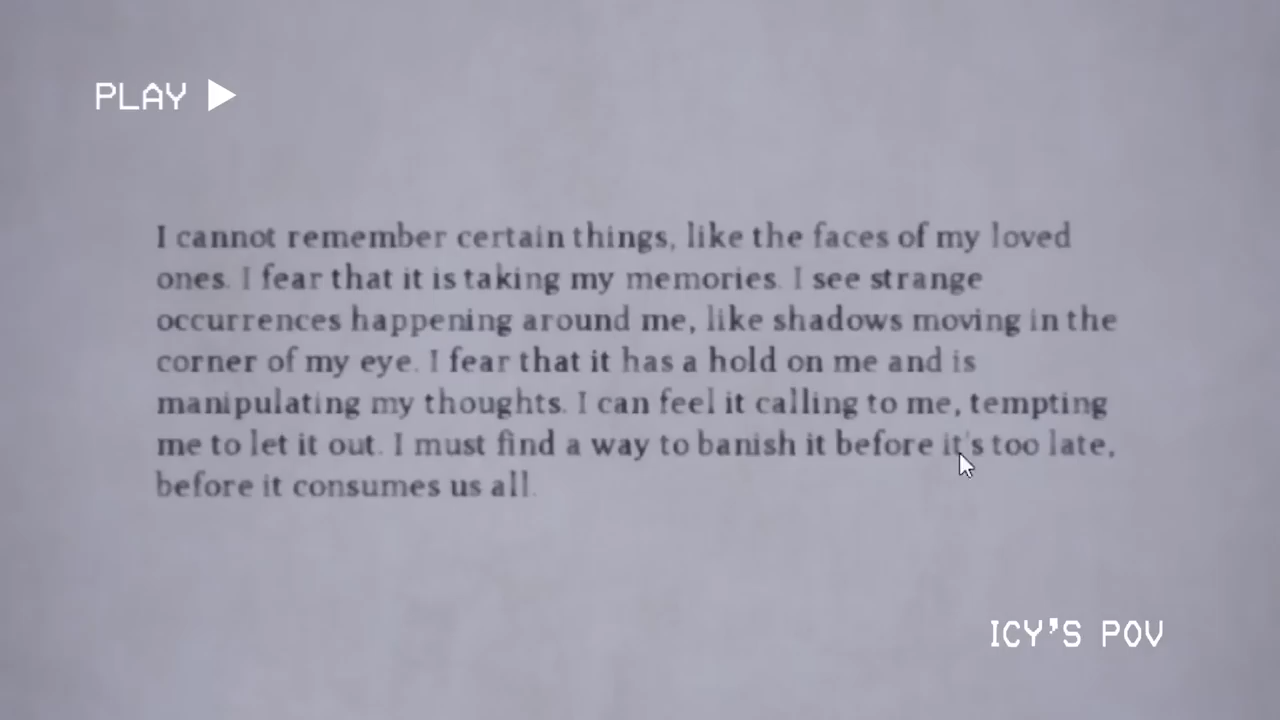 PLAY
I cannot remember certain things, like the faces of my loved
ones. I fear that it is taking my memories. I see strange
occurrences happening around me, like shadows moving in the
corner of my eye. I fear that it has a hold on me and is
manipulating my thoughts. I can feel it calling to me, tempting
me to let it out. I must find a way to banish it before it's too late,
before it consumes us all.
ICY'S POV